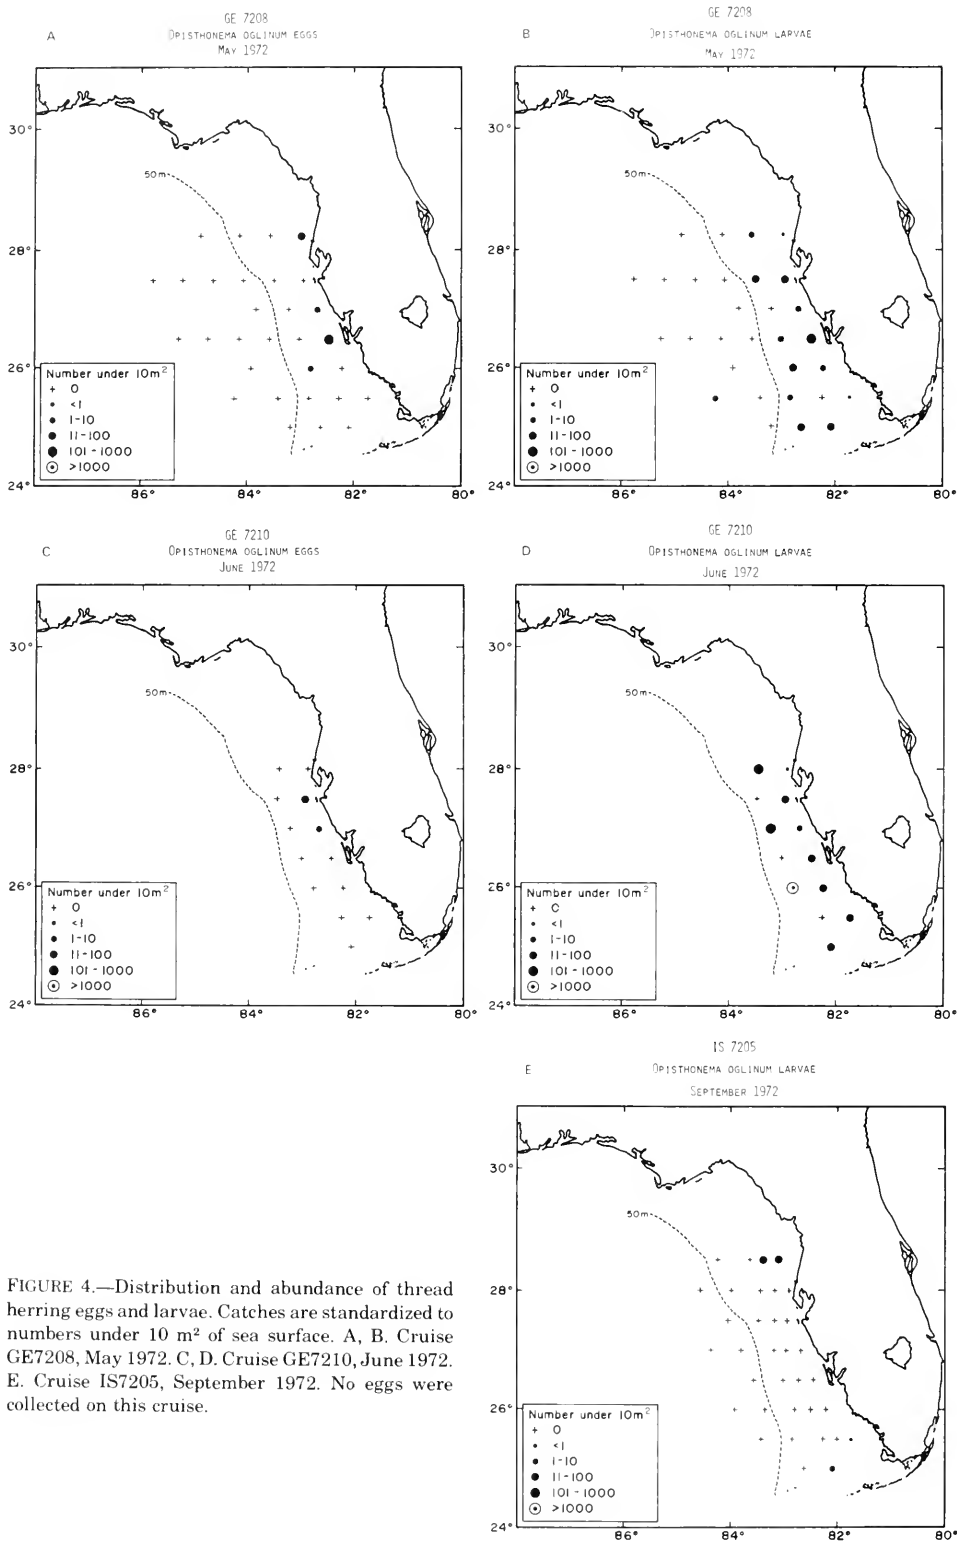 GE 7208
A OPISTHONEMA OGLINUM EGGS
MAY 1972
30°
28°
26°
24°
86° 84° 82° 80°
50m
Number under 10m²
+ 0
<1
1-10
11-100
101-1000
>1000
GE 7208
B OPISTHONEMA OGLINUM LARVAE
MAY 1972
30°
28°
26°
24°
86° 84° 82° 80°
50m
Number under 10m²
+ 0
<1
1-10
11-100
101-1000
>1000
GE 7210
C OPISTHONEMA OGLINUM EGGS
JUNE 1972
30°
28°
26°
24°
86° 84° 82° 80°
50m
Number under 10m²
+ 0
<1
1-10
11-100
101-1000
>1000
GE 7210
D OPISTHONEMA OGLINUM LARVAE
JUNE 1972
30°
28°
26°
24°
86° 84° 82° 80°
50m
Number under 10m²
+ 0
<1
1-10
11-100
101-1000
>1000
IS 7205
E OPISTHONEMA OGLINUM LARVAE
SEPTEMBER 1972
30°
28°
26°
24°
86° 84° 82° 80°
50m
Number under 10m²
+ 0
<1
1-10
11-100
101-1000
>1000
FIGURE 4.—Distribution and abundance of thread
herring eggs and larvae. Catches are standardized to
numbers under 10 m² of sea surface. A, B. Cruise
GE7208, May 1972. C, D. Cruise GE7210, June 1972.
E. Cruise IS7205, September 1972. No eggs were
collected on this cruise.